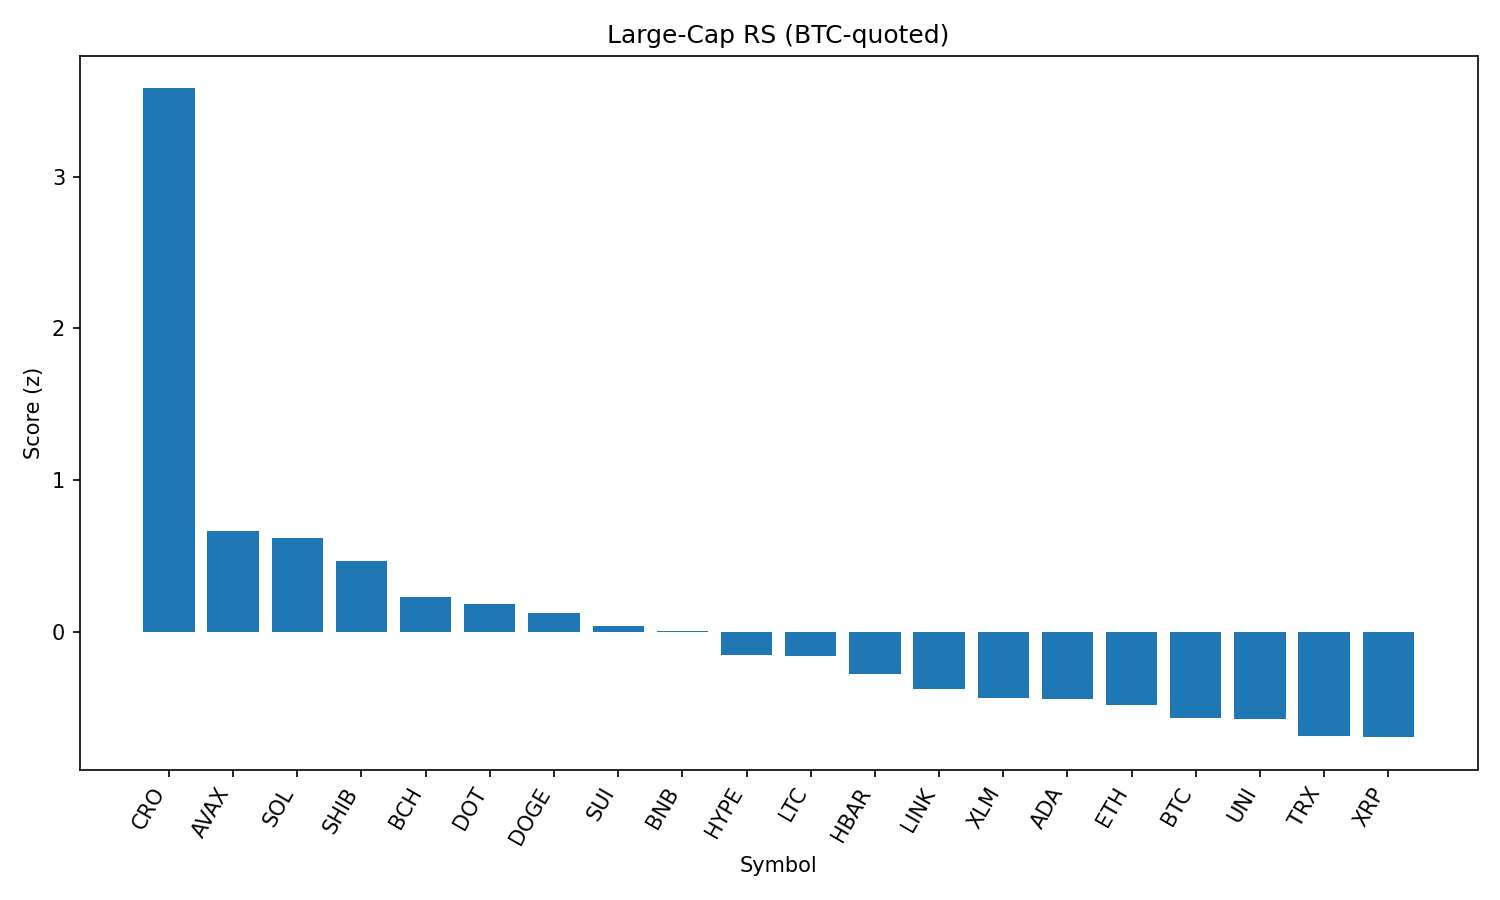 Large-Cap RS (BTC-quoted)
Score (z)
3
2
1
0
CRO
AVAX
SOL
SHIB
BCH
DOT
DOGE
SUI
BNB
HYPE
LTC
HBAR
LINK
XLM
ADA
ETH
BTC
UNI
TRX
XRP
Symbol